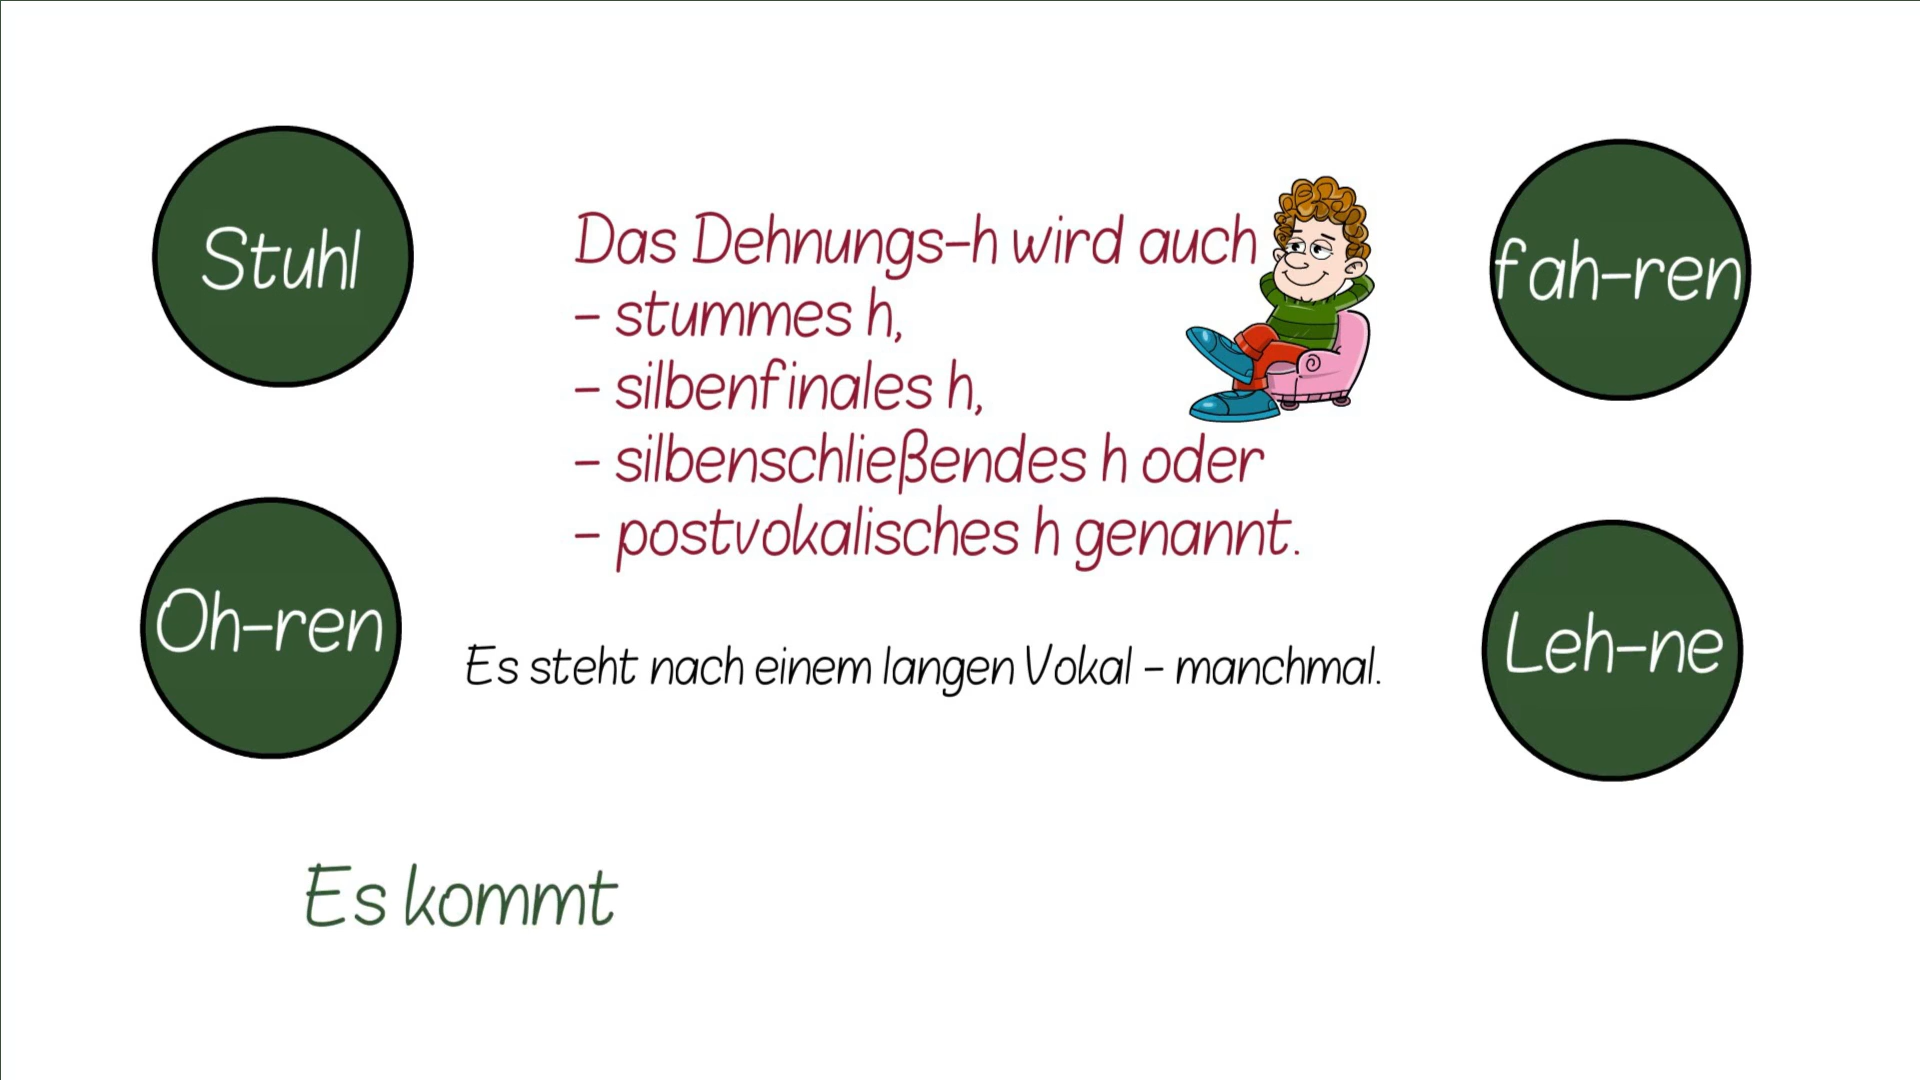 Stuhl
fah-ren
Das Dehnungs-h wird auch
- stummes h,
- silbenfinales h,
- silbenschließendes h oder
- postvokalisches h genannt.
Oh-ren
Leh-ne
Es steht nach einem langen Vokal - manchmal.
Es kommt